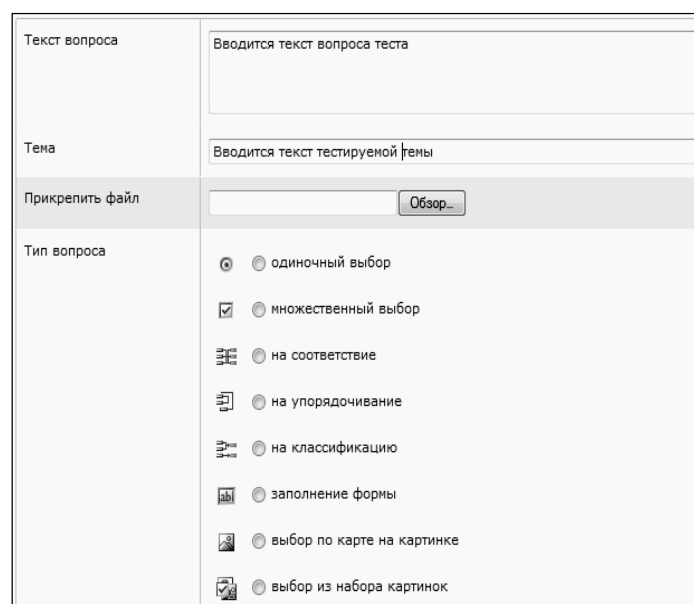 Текст вопроса
Вводится текст вопроса теста
Тема
Вводится текст тестируемой темы
Прикрепить файл
Обзор...
Тип вопроса
одиночный выбор
множественный выбор
на соответствие
на упорядочивание
на классификацию
ab
заполнение формы
выбор по карте на картинке
выбор из набора картинок